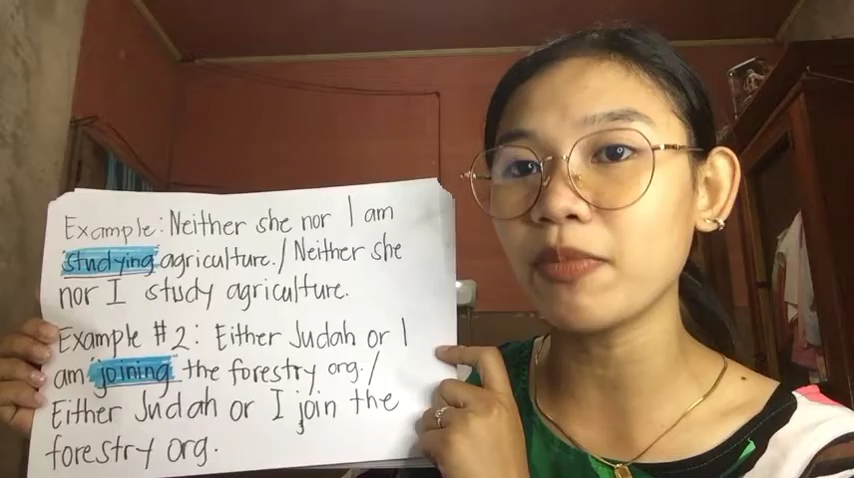 Example: Neither she nor I am
studying agriculture. / Neither she
nor I study agriculture.
Example #2: Either Judah or I
am joining the forestry org. /
Either Judah or I join the
forestry org.